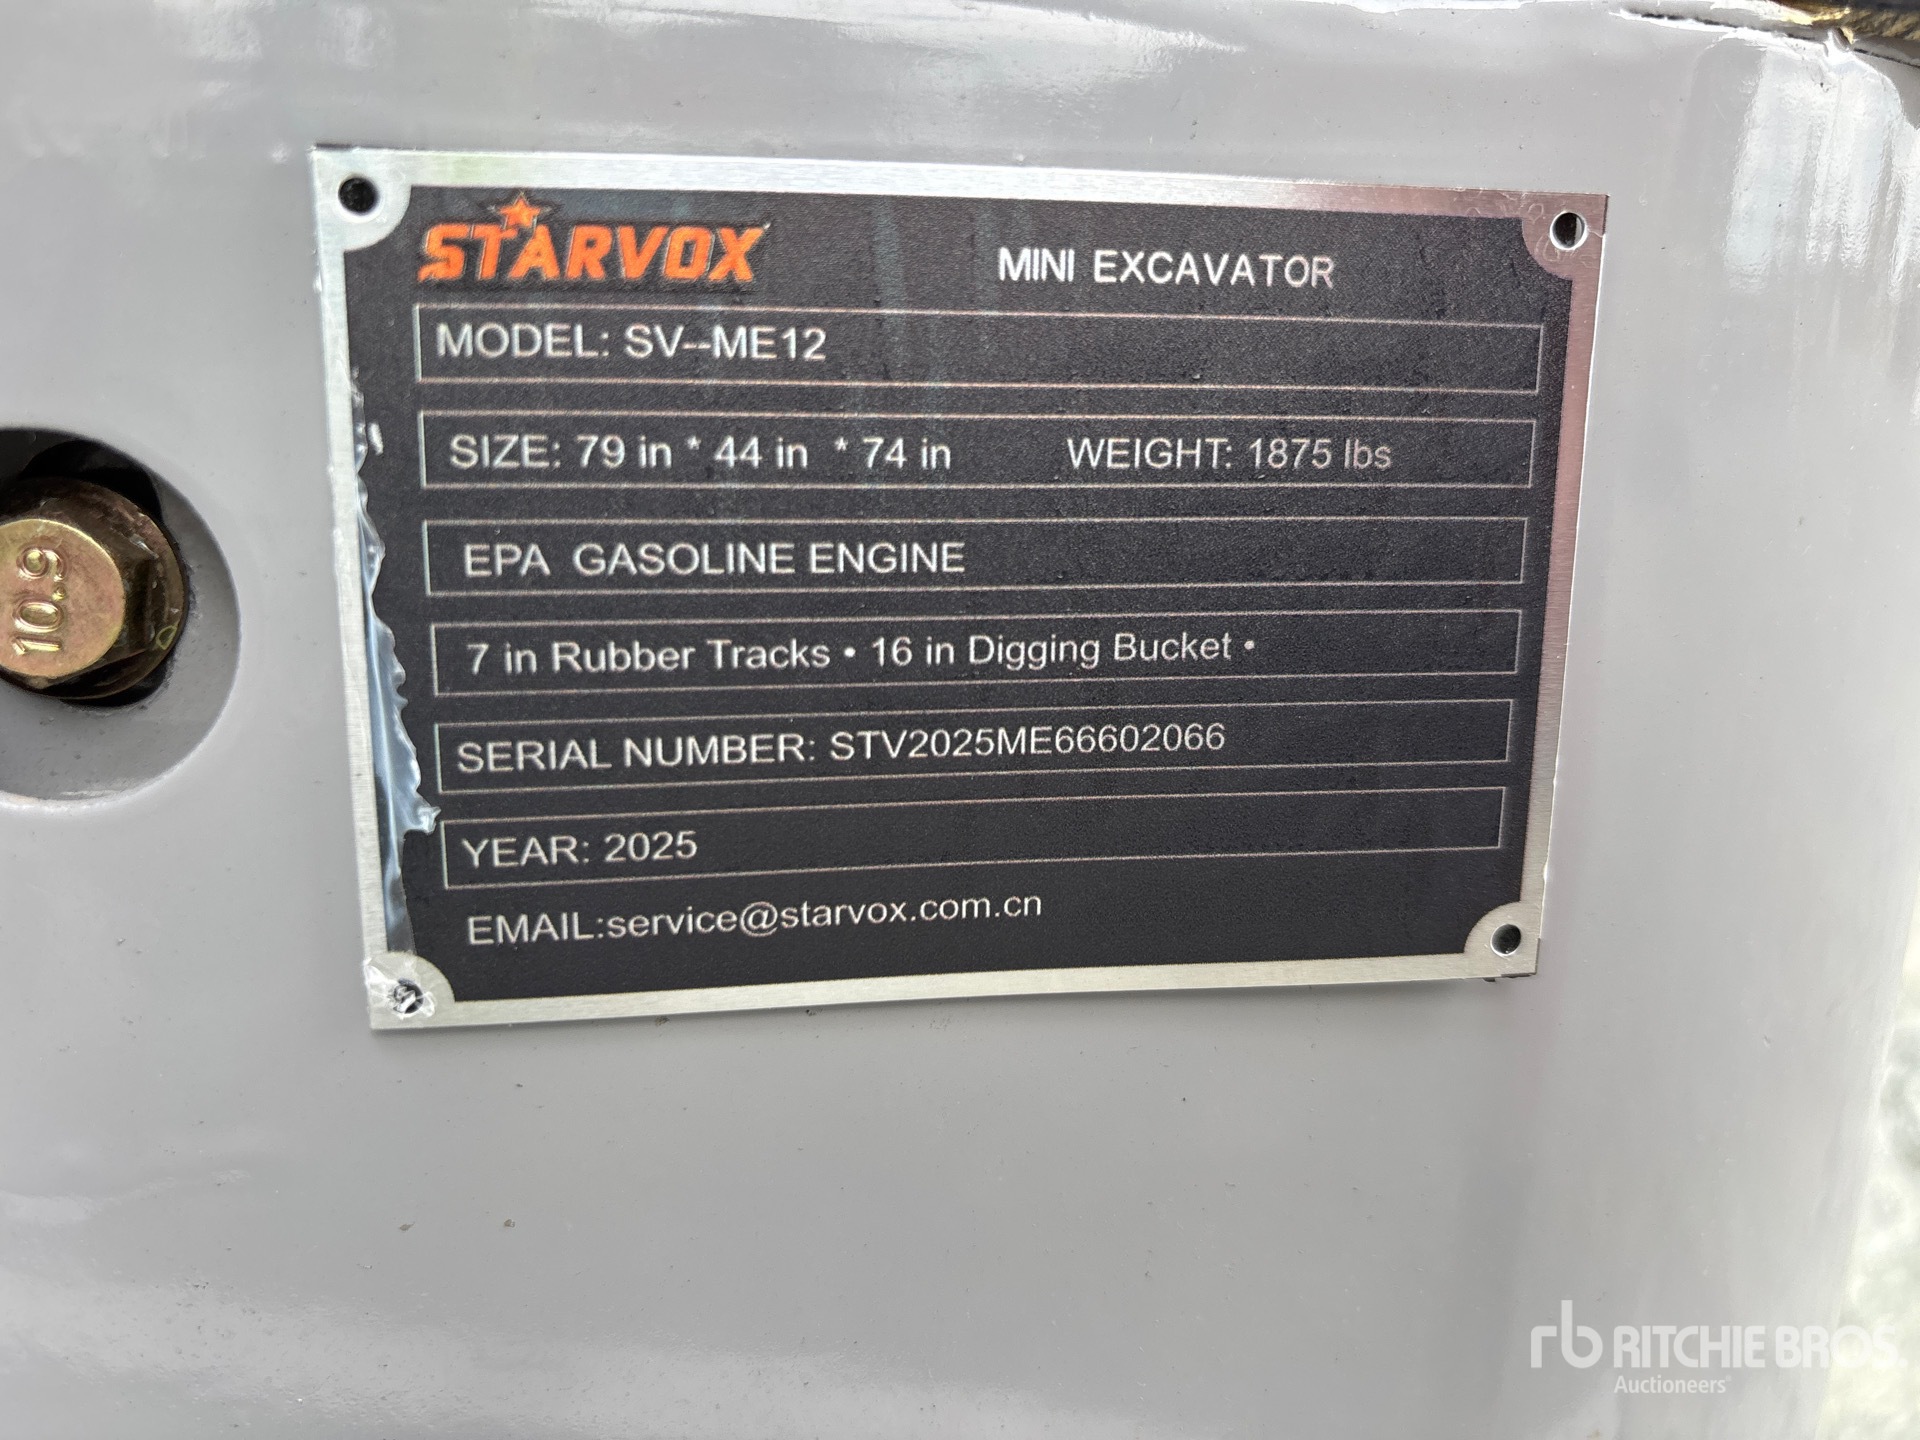 STARVOX
MINI EXCAVATOR
MODEL: SV--ME12
SIZE: 79 in * 44 in * 74 in WEIGHT: 1875 lbs
EPA GASOLINE ENGINE
7 in Rubber Tracks • 16 in Digging Bucket •
SERIAL NUMBER: STV2025ME66602066
YEAR: 2025
EMAIL:service@starvox.com.cn
10.9
rb RITCHIE BROS.
Auctioneers